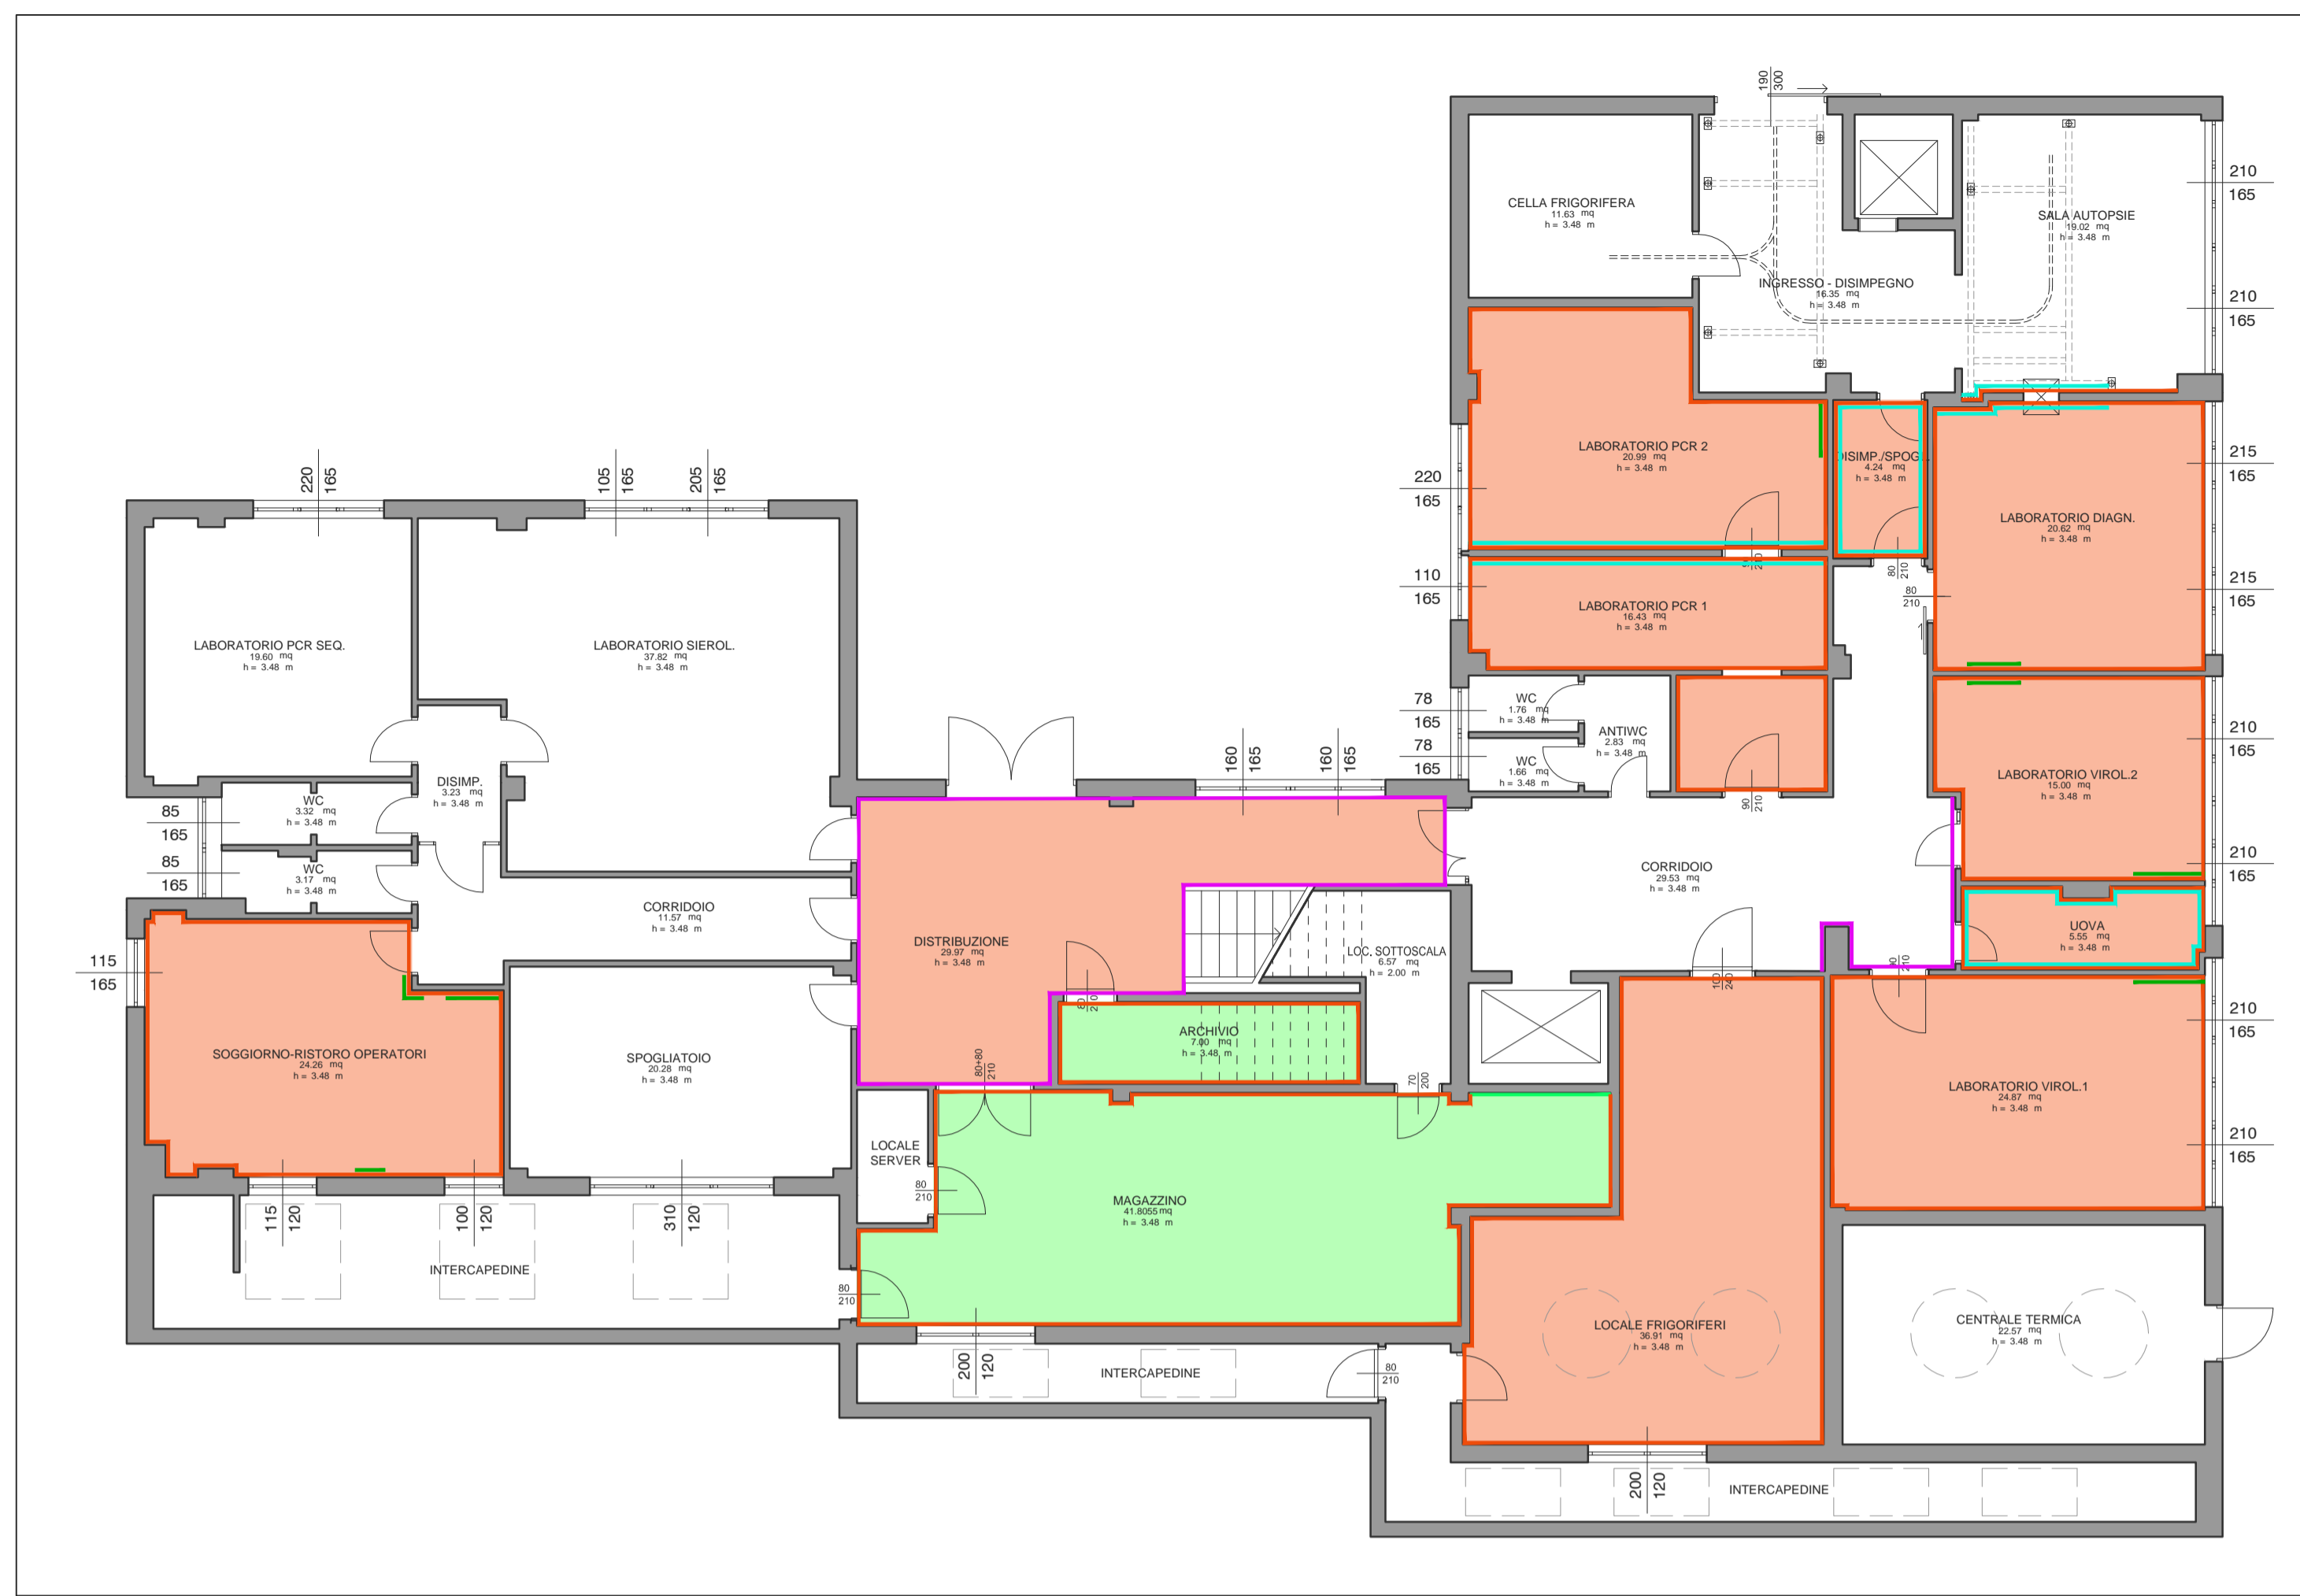 190
300
CELLA FRIGORIFERA
11.63 mq
h = 3.48 m
SALA AUTOPSIE
19.02 mq
h = 3.48 m
210
165
INGRESSO - DISIMPEGNO
16.35 mq
h = 3.48 m
210
165
LABORATORIO PCR 2
20.99 mq
h = 3.48 m
DISIMP./SPOGL.
4.24 mq
h = 3.48 m
215
165
220
165
LABORATORIO DIAGN.
20.62 mq
h = 3.48 m
220
165
105
165
205
165
90
210
80
210
110
165
LABORATORIO PCR 1
16.43 mq
h = 3.48 m
80
210
215
165
LABORATORIO PCR SEQ.
19.60 mq
h = 3.48 m
LABORATORIO SIEROL.
37.82 mq
h = 3.48 m
78
165
WC
1.76 mq
h = 3.48 m
ANTIWC
2.83 mq
h = 3.48 m
78
165
WC
1.66 mq
h = 3.48 m
160
165
160
165
90
210
210
165
LABORATORIO VIROL.2
15.00 mq
h = 3.48 m
DISIMP.
3.23 mq
h = 3.48 m
85
165
WC
3.32 mq
h = 3.48 m
85
165
WC
3.17 mq
h = 3.48 m
CORRIDOIO
29.53 mq
h = 3.48 m
210
165
CORRIDOIO
11.57 mq
h = 3.48 m
DISTRIBUZIONE
29.97 mq
h = 3.48 m
LOC. SOTTOSCALA
6.57 mq
h = 2.00 m
UOVA
5.55 mq
h = 3.48 m
115
165
80
210
100
240
90
210
SOGGIORNO-RISTORO OPERATORI
24.26 mq
h = 3.48 m
SPOGLIATOIO
20.28 mq
h = 3.48 m
ARCHIVIO
7.00 mq
h = 3.48 m
80+80
210
70
200
210
165
LABORATORIO VIROL.1
24.87 mq
h = 3.48 m
210
165
LOCALE
SERVER
80
210
MAGAZZINO
41.8055 mq
h = 3.48 m
115
120
100
120
310
120
INTERCAPEDINE
80
210
LOCALE FRIGORIFERI
36.91 mq
h = 3.48 m
CENTRALE TERMICA
22.57 mq
h = 3.48 m
200
120
INTERCAPEDINE
80
210
200
120
INTERCAPEDINE